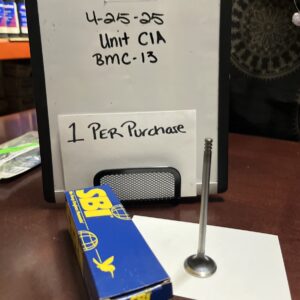 4-25-25
Unit C1A
BMC-13
1 Per Purchase
SBI